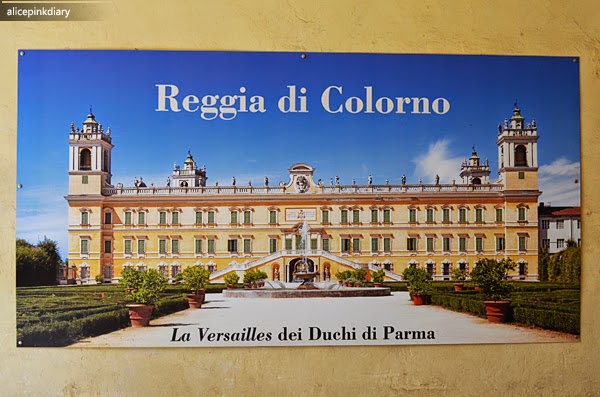 alicepinkdiary
Reggia di Colorno
La Versailles dei Duchi di Parma